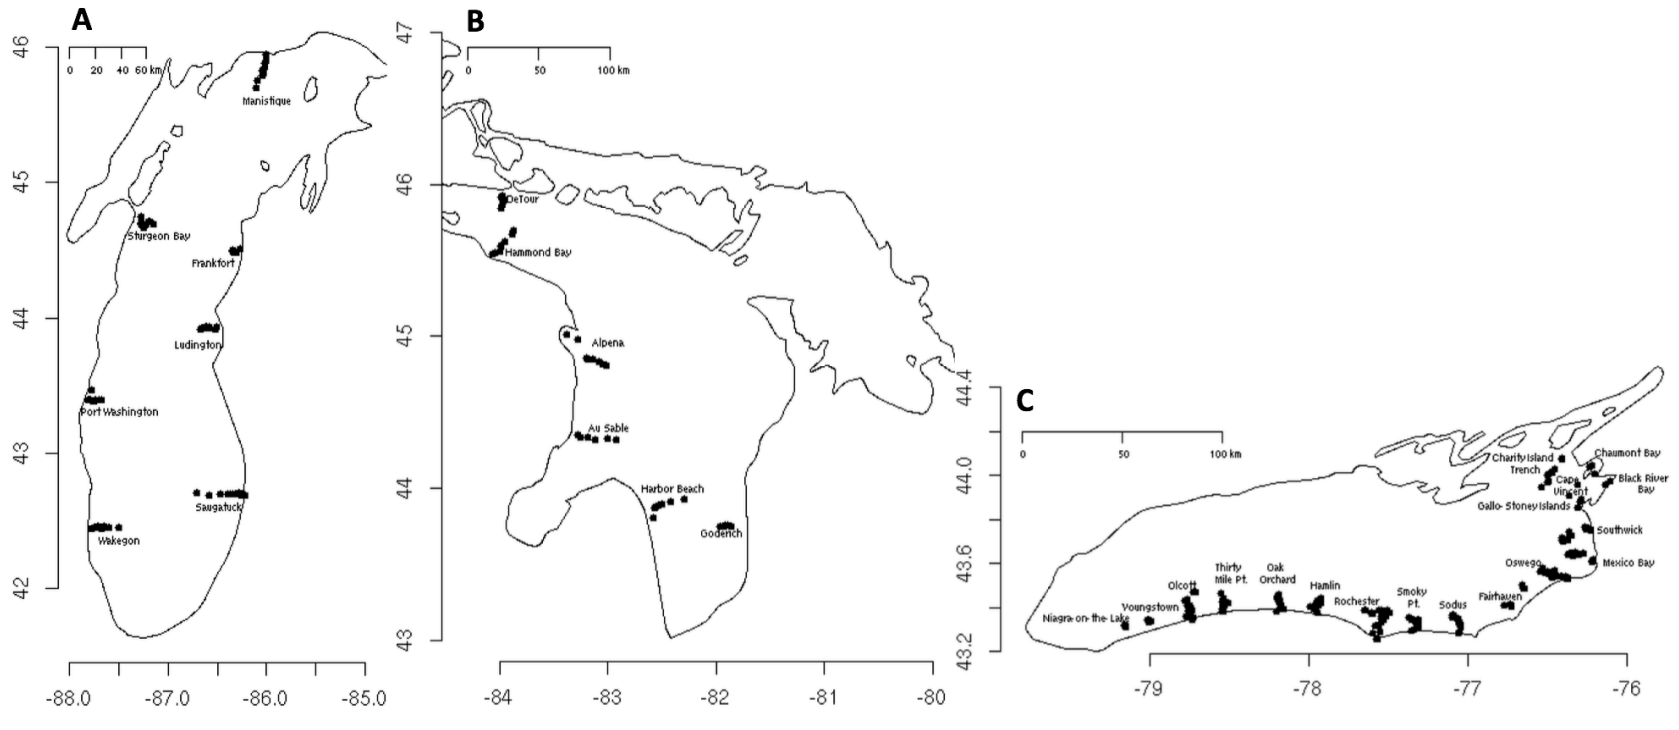 A
46
45
44
43
42
0 20 40 60 km
Manistique
Sturgeon Bay
Frankfort
Ludington
Port Washington
Saugatuck
Wakegon
-88.0 -87.0 -86.0 -85.0
B
47
46
45
44
43
0 50 100 km
DeTour
Hammond Bay
Alpena
Au Sable
Harbor Beach
Goderich
-84 -83 -82 -81 -80
C
44.4
44.0
43.6
43.2
0 50 100 km
Charity Island
Trench
Chaumont Bay
Cape
Vincent
Black River
Bay
Gallo- Stoney Islands
Southwick
Mexico Bay
Oswego
Fairhaven
Sodus
Smoky
Pt.
Rochester
Hamlin
Oak
Orchard
Thirty
Mile Pt.
Olcott
Youngstown
Niagra-on-the-Lake
-79 -78 -77 -76